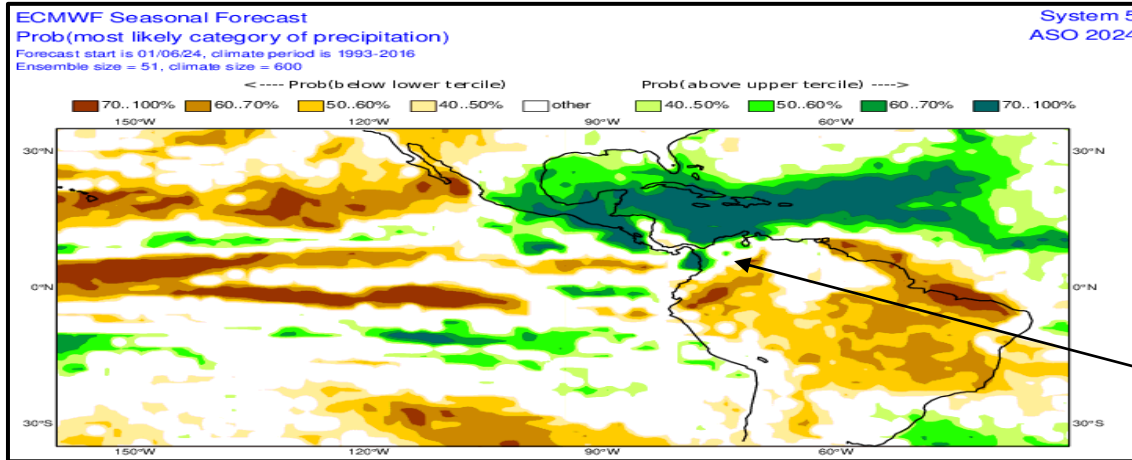 ECMWF Seasonal Forecast
System 5
Prob(most likely category of precipitation)
ASO 2024
Forecast start is 01/06/24, climate period is 1993-2016
Ensemble size = 51, climate size = 600
<---- Prob(below lower tercile)
Prob(above upper tercile) ---->
70..100% 60..70% 50..60% 40..50% other 40..50% 50..60% 60..70% 70..100%
150°W 120°W 90°W 60°W
30°N 30°N
0°N 0°N
30°S 30°S
150°W 120°W 90°W 60°W